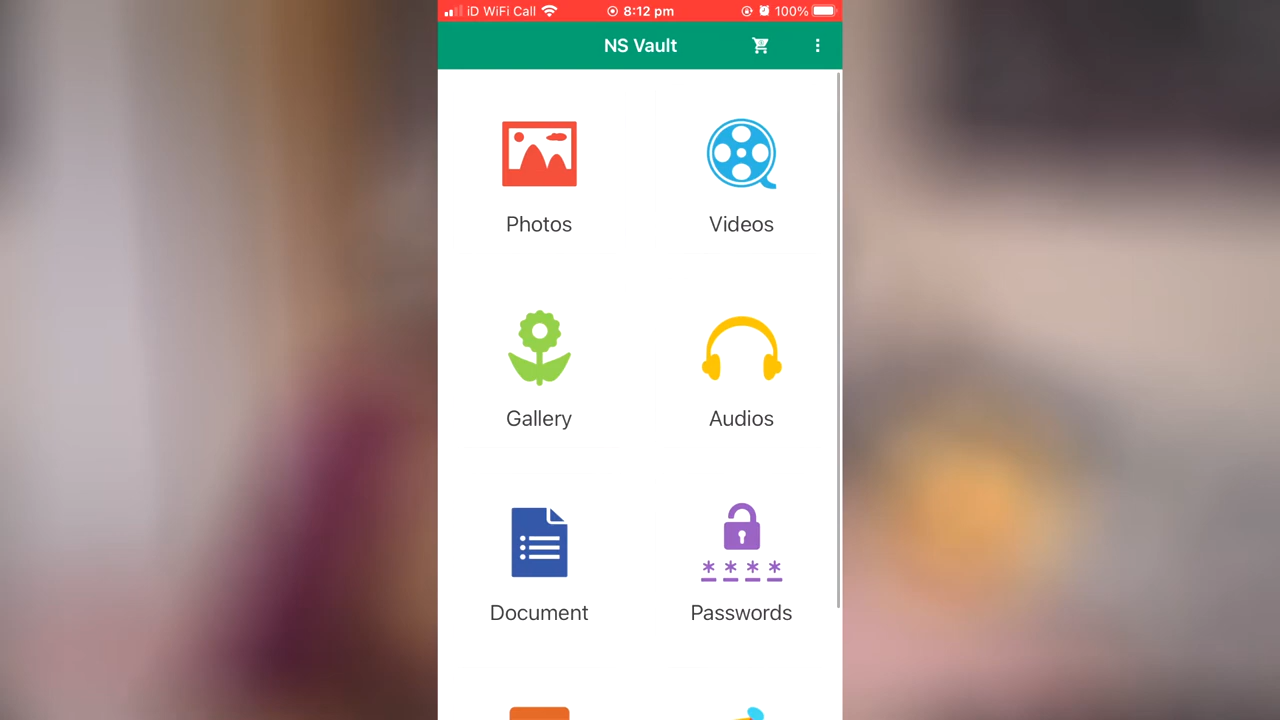 iD WiFi Call 8:12 pm 100%
NS Vault
Photos Videos
Gallery Audios
Document Passwords
* * * *